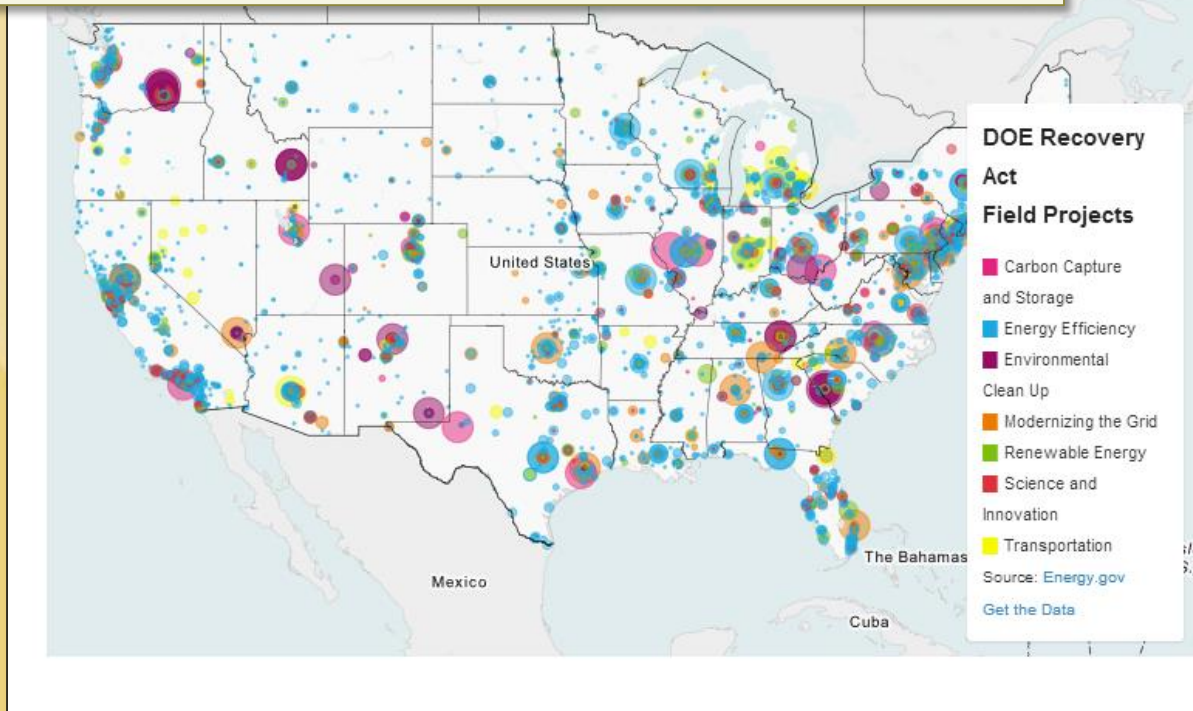 United States
Mexico
The Bahamas
Cuba
DOE Recovery
Act
Field Projects
Carbon Capture
and Storage
Energy Efficiency
Environmental
Clean Up
Modernizing the Grid
Renewable Energy
Science and
Innovation
Transportation
Source: Energy.gov
Get the Data